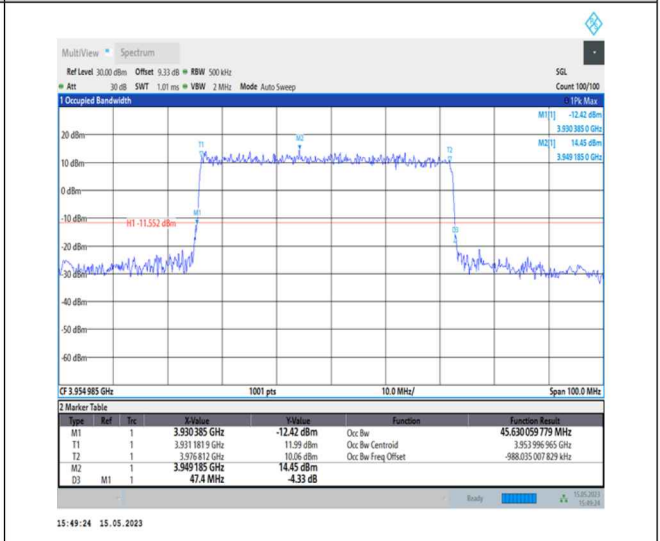 MultiView Spectrum
Ref Level 30.00 dBm Offset 9.33 dB RBW 500 kHz SGL
Att 30 dB SWT 1.01 ms VBW 2 MHz Mode Auto Sweep Count 100/100
1 Occupied Bandwidth 1Pk Max
M1[1] -12.42 dBm
3.930 385 0 GHz
M2[1] 14.45 dBm
3.949 185 0 GHz
20 dBm
T1 M2 T2
10 dBm
0 dBm
-10 dBm
M1
H1 -11.552 dBm
D3
-20 dBm
-30 dBm
-40 dBm
-50 dBm
-60 dBm
CF 3.954 985 GHz 1001 pts 10.0 MHz/ Span 100.0 MHz
2 Marker Table
Type Ref Trc X-Value Y-Value Function Function Result
M1 1 3.930 385 GHz -12.42 dBm Occ Bw 45.630 059 779 MHz
T1 1 3.931 181 9 GHz 11.99 dBm Occ Bw Centroid 3.953 996 965 GHz
T2 1 3.976 812 GHz 10.06 dBm Occ Bw Freq Offset -988.035 007 829 kHz
M2 1 3.949 185 GHz 14.45 dBm
D3 M1 1 47.4 MHz -4.33 dB
Ready 15.05.2023
15:49:24
15:49:24 15.05.2023